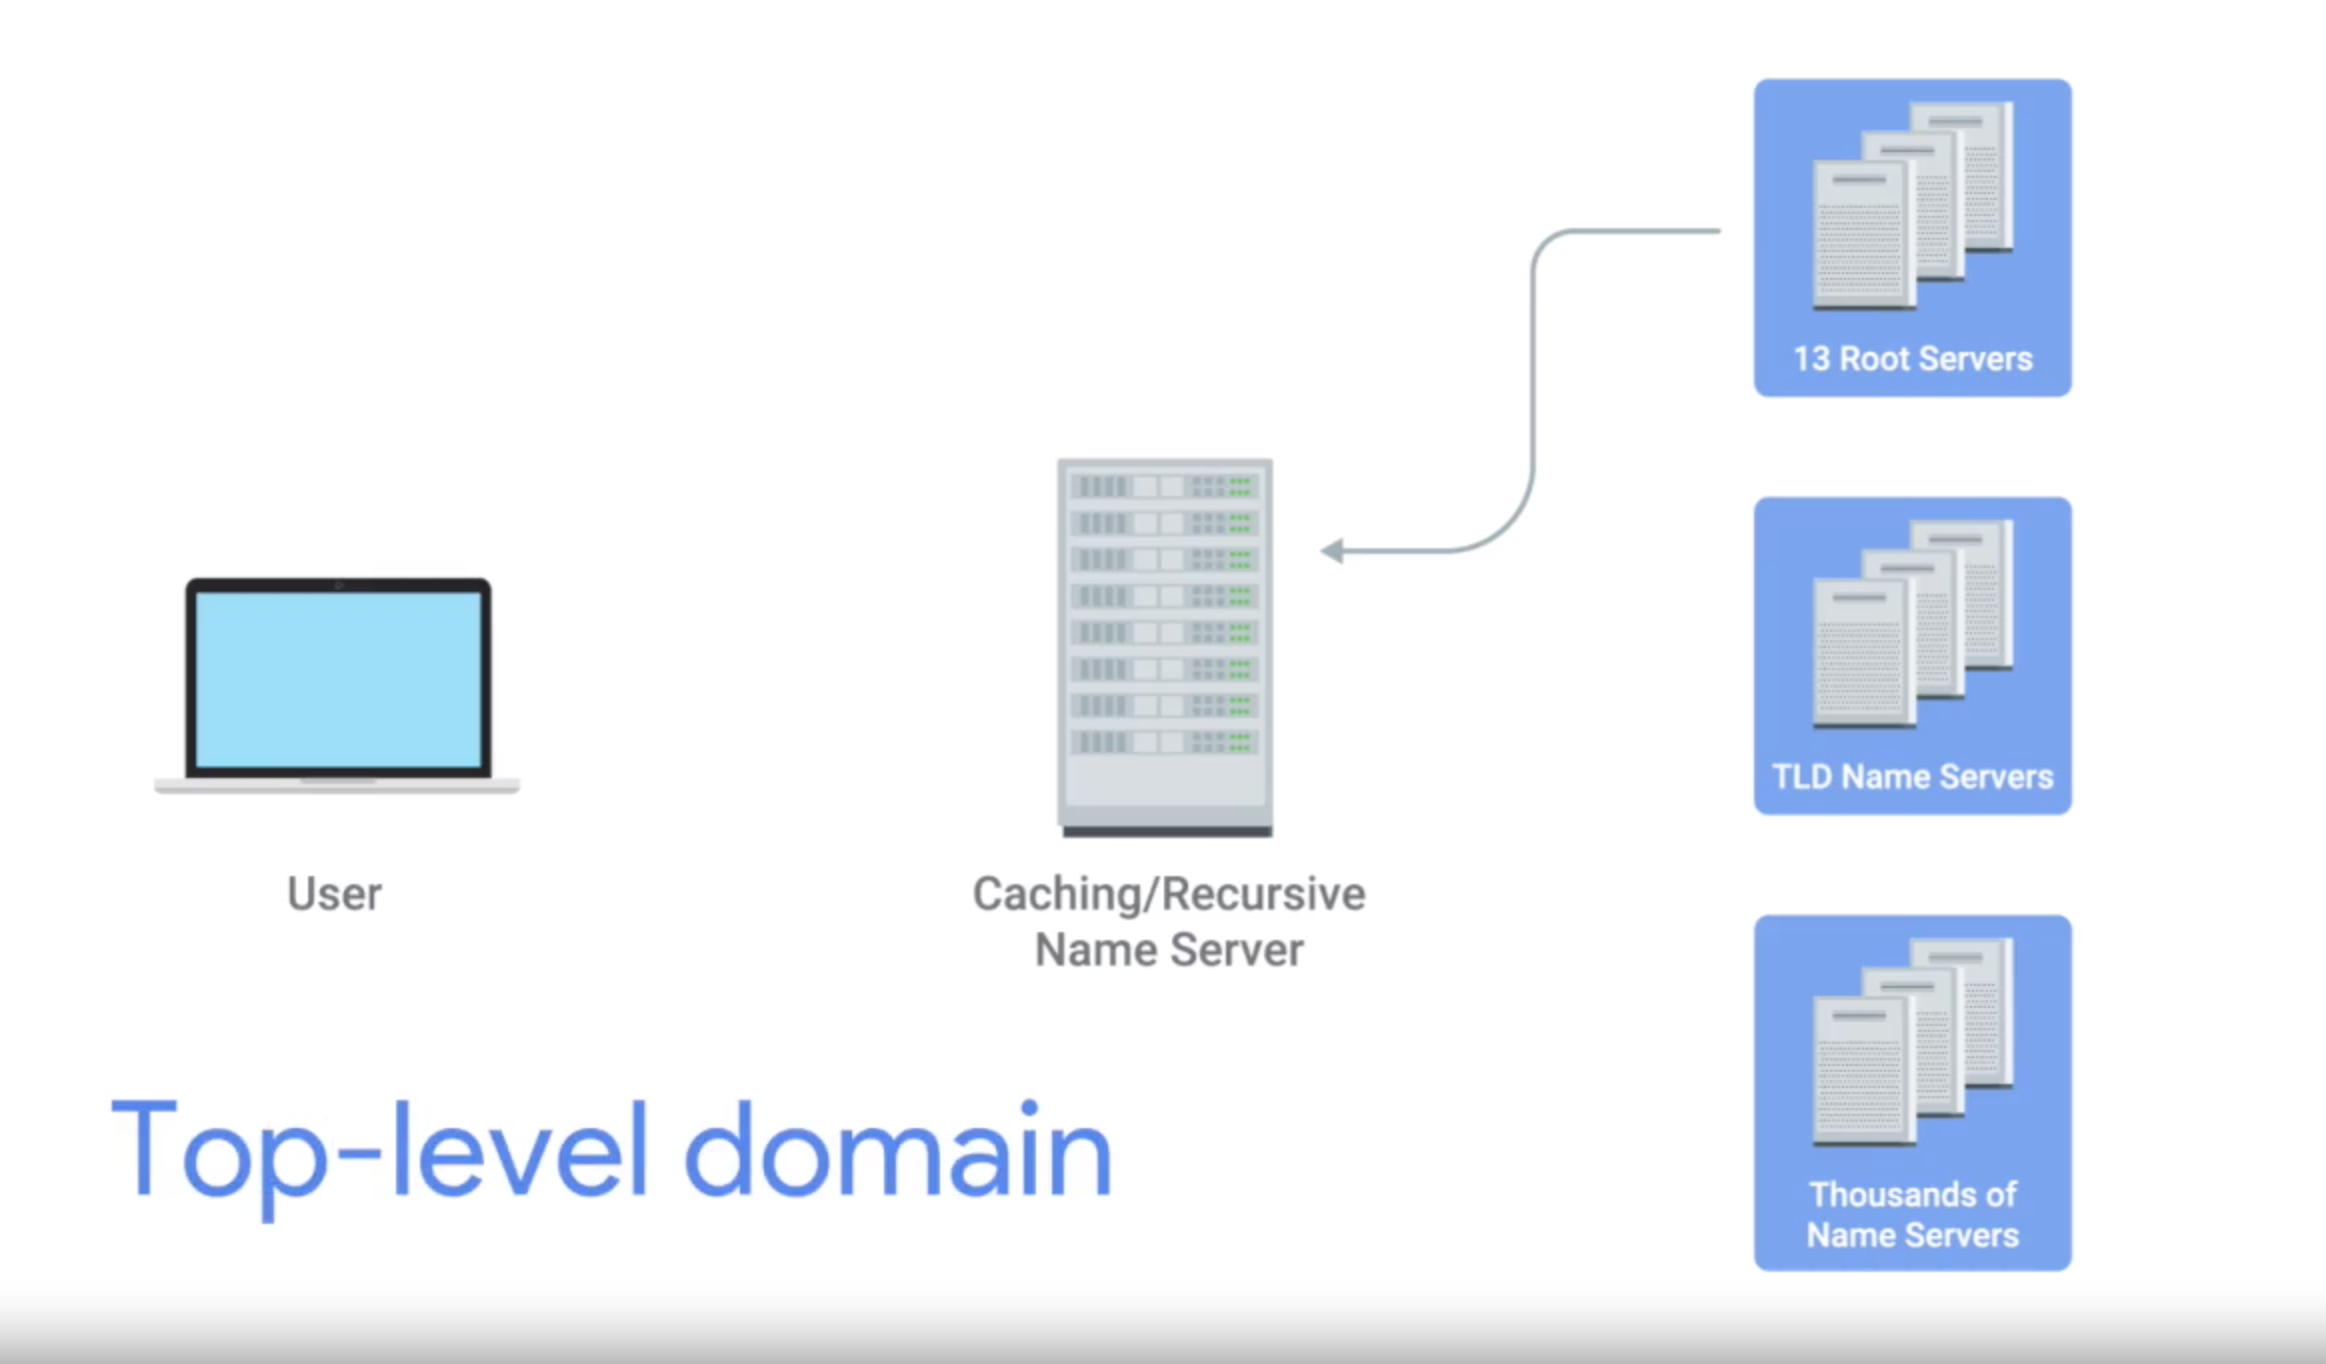 13 Root Servers
TLD Name Servers
User
Caching/Recursive
Name Server
Top-level domain
Thousands of
Name Servers